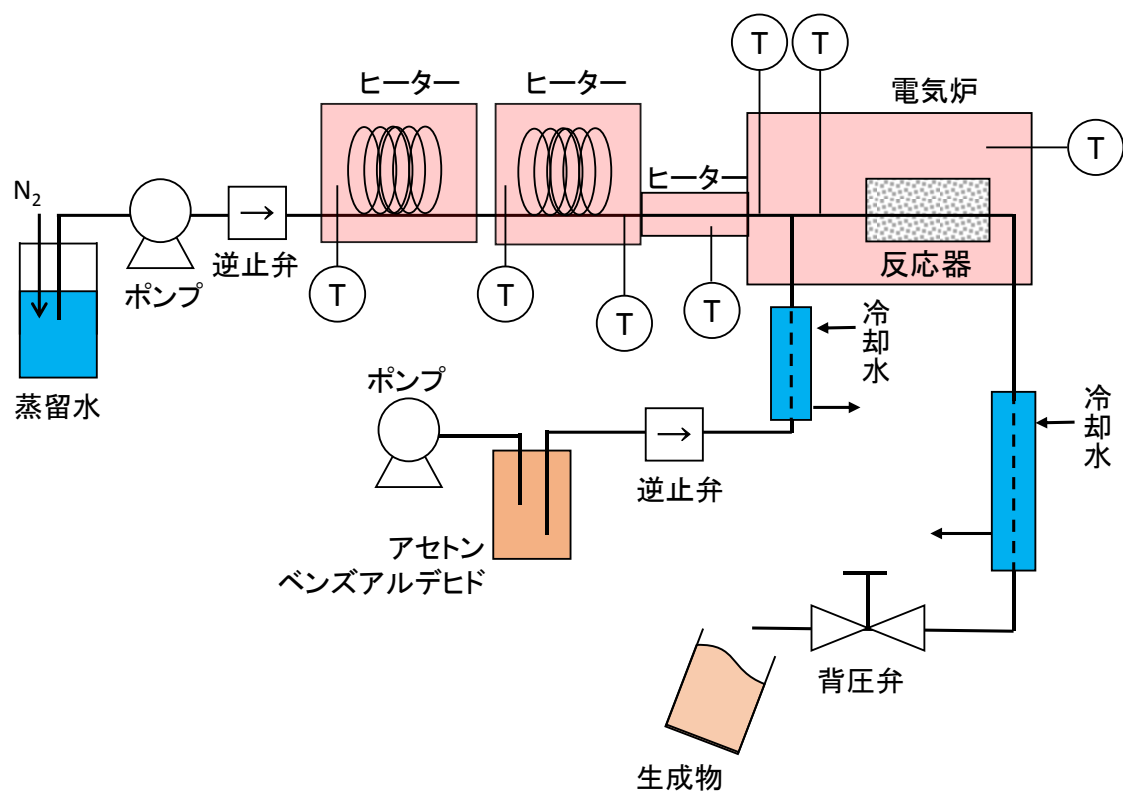 T
T
ヒーター
ヒーター
電気炉
T
ヒーター
N2
→
逆止弁
反応器
ポンプ
T
T
T
T
冷却水
蒸留水
ポンプ
→
冷却水
逆止弁
アセトン
ベンズアルデヒド
背圧弁
生成物